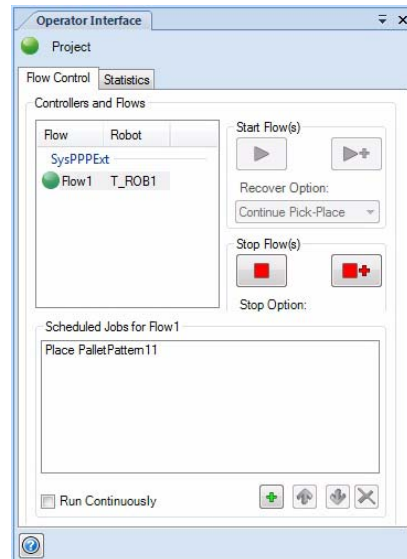 Operator Interface
Project
Flow Control Statistics
Controllers and Flows
Flow Robot
SysPPPExt
Flow1 T_ROB1
Start Flow(s)
Recover Option:
Continue Pick-Place
Stop Flow(s)
Stop Option:
Scheduled Jobs for Flow1
Place PalletPattern11
Run Continuously